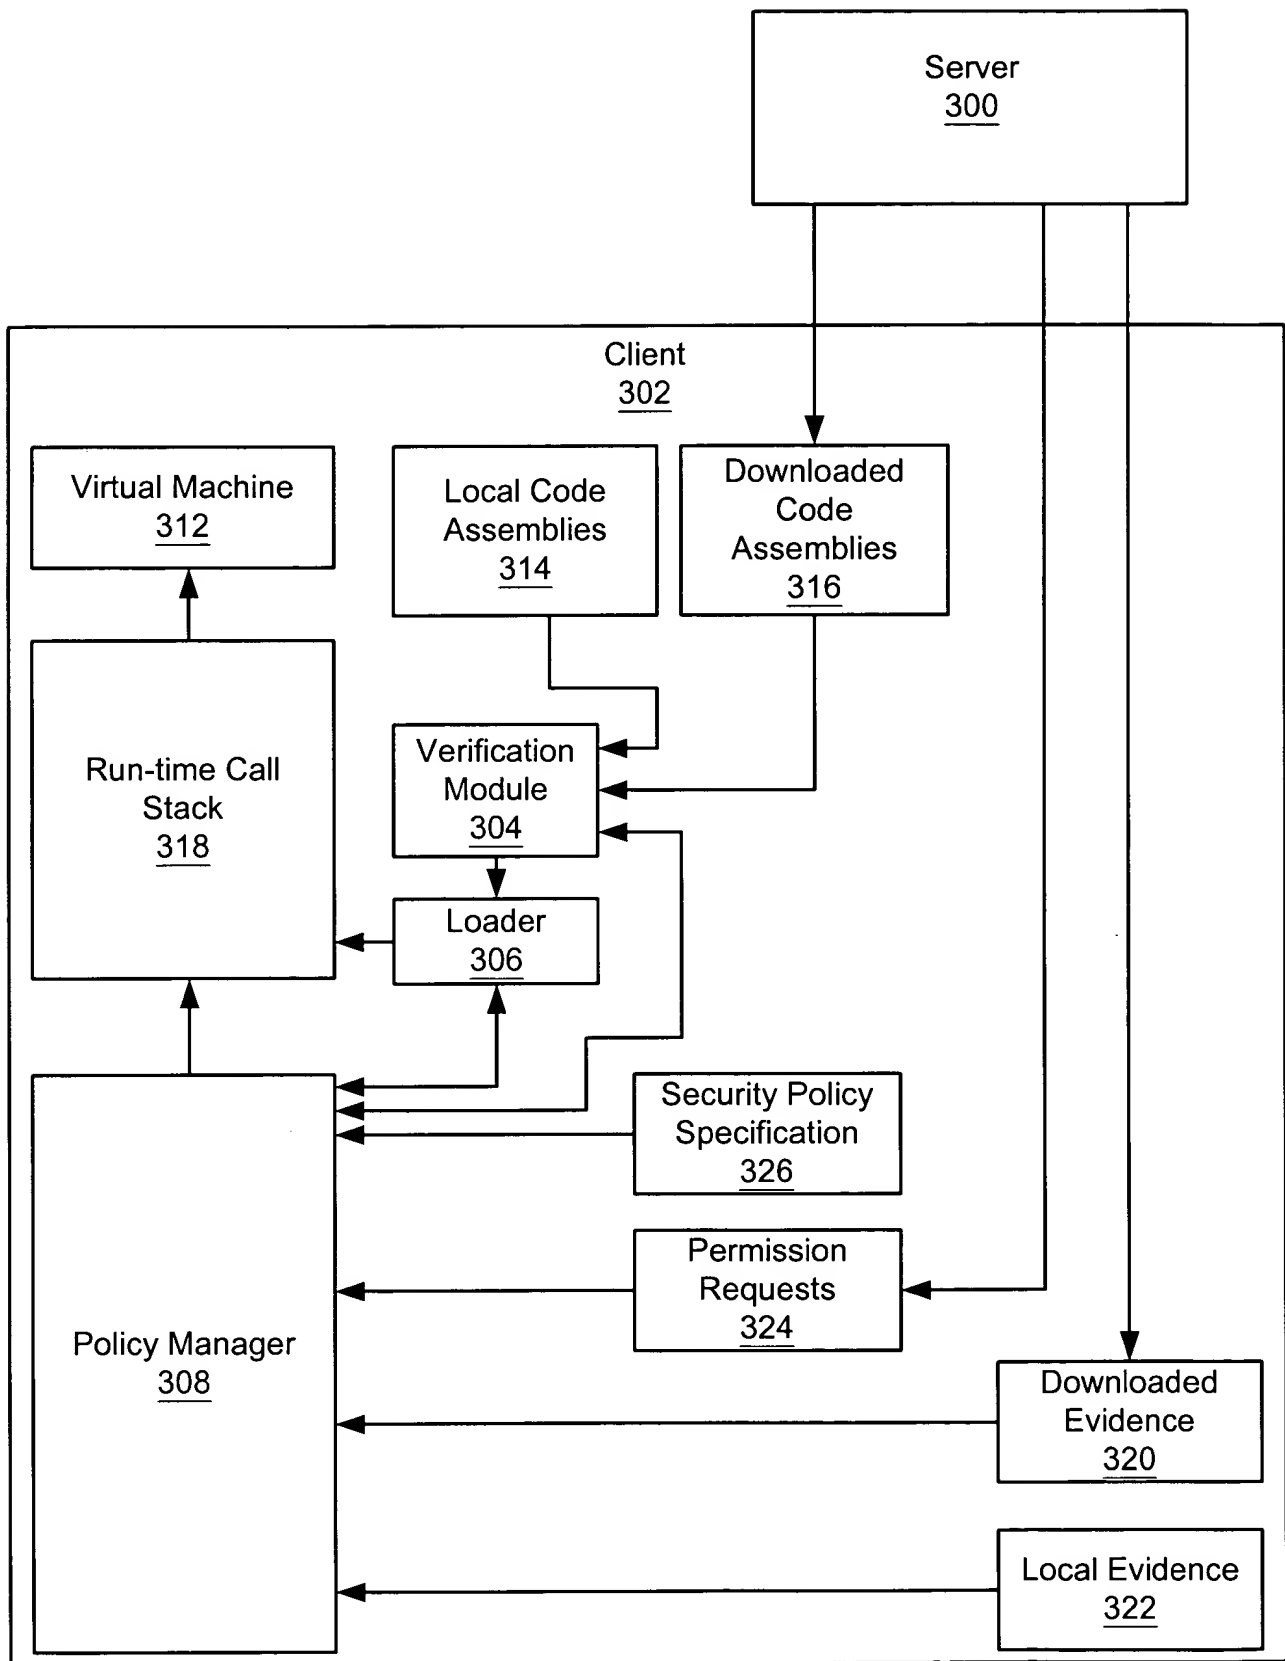 Server
300
Client
302
Virtual Machine
312
Local Code
Assemblies
314
Downloaded
Code
Assemblies
316
Run-time Call
Stack
318
Verification
Module
304
Loader
306
Security Policy
Specification
326
Permission
Requests
324
Policy Manager
308
Downloaded
Evidence
320
Local Evidence
322